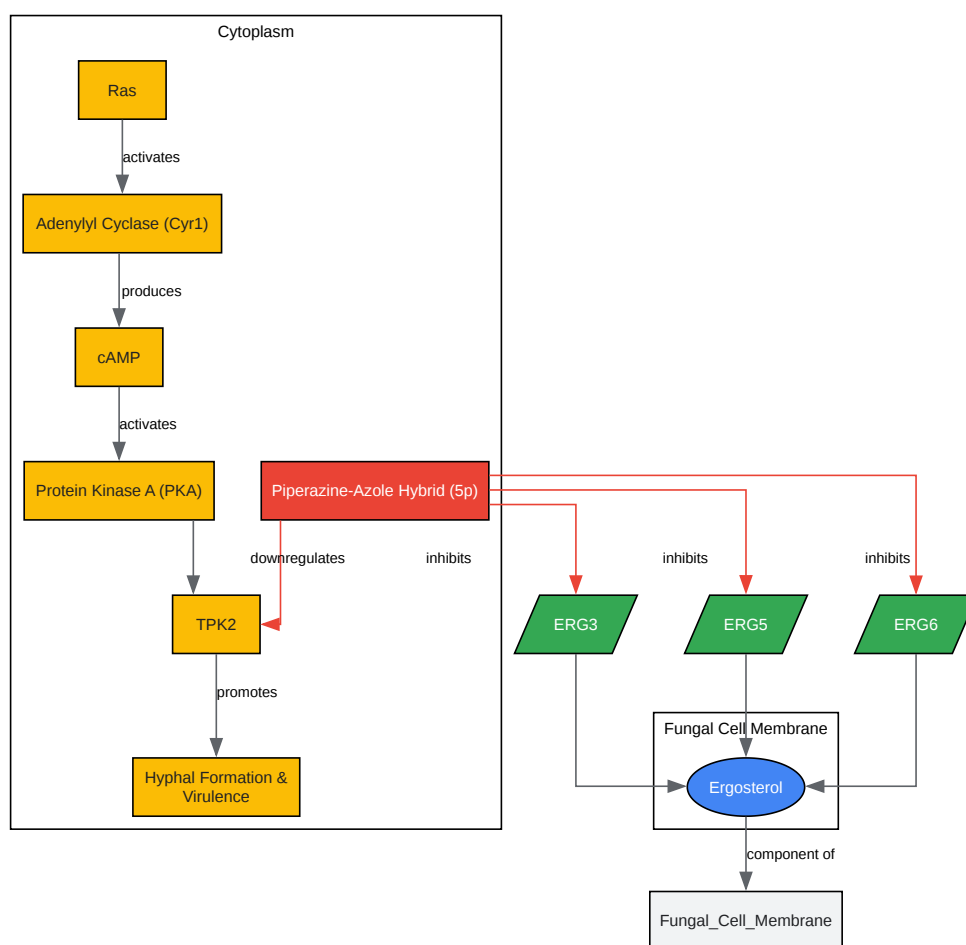 Cytoplasm
Ras
activates
Adenylyl Cyclase (Cyr1)
produces
cAMP
activates
Protein Kinase A (PKA)
Piperazine-Azole Hybrid (5p)
downregulates
inhibits
inhibits
inhibits
TPK2
ERG3
ERG5
ERG6
promotes
Fungal Cell Membrane
Hyphal Formation &
Virulence
Ergosterol
component of
Fungal_Cell_Membrane